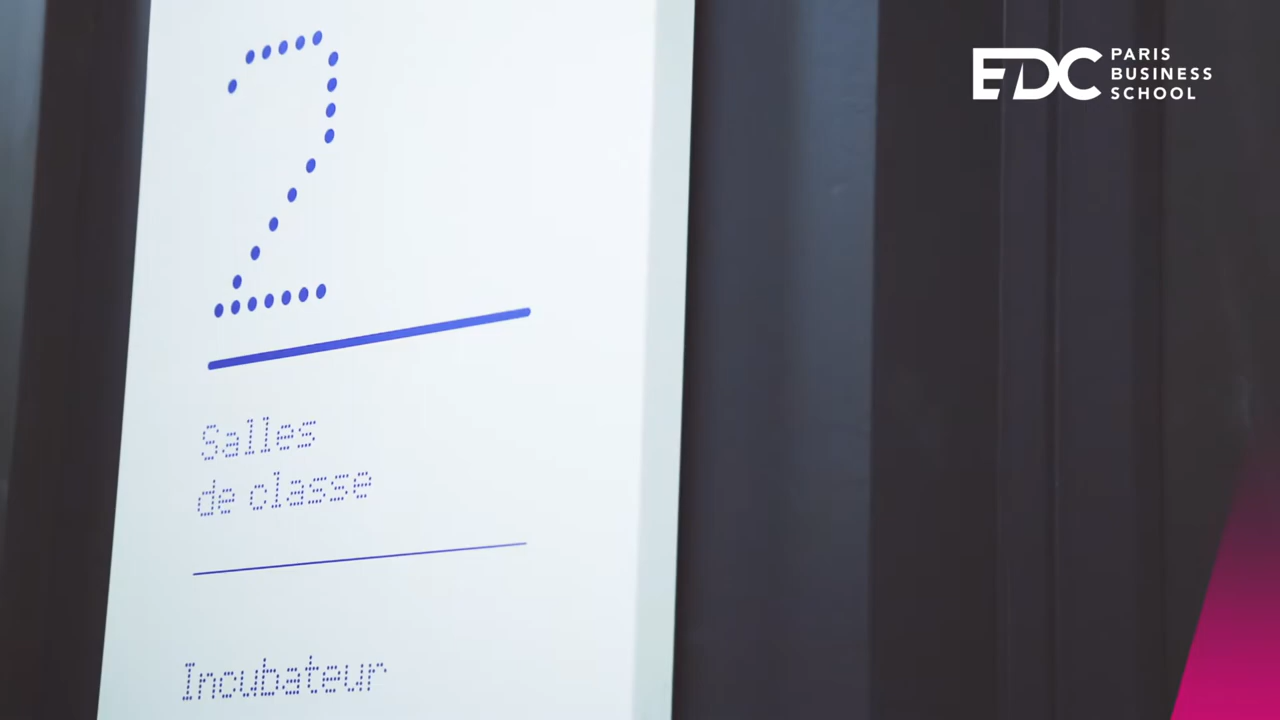 2
Salles
de classe
Incubateur
EDC PARIS
BUSINESS
SCHOOL